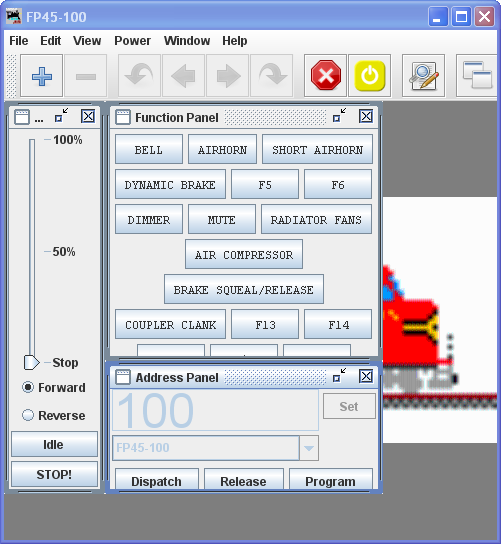 FP45-100
File Edit View Power Window Help
...
Function Panel
100%
50%
Stop
Forward
Reverse
Idle
STOP!
BELL AIRHORN SHORT AIRHORN
DYNAMIC BRAKE F5 F6
DIMMER MUTE RADIATOR FANS
AIR COMPRESSOR
BRAKE SQUEAL/RELEASE
COUPLER CLANK F13 F14
Address Panel
100 Set
FP45-100
Dispatch Release Program